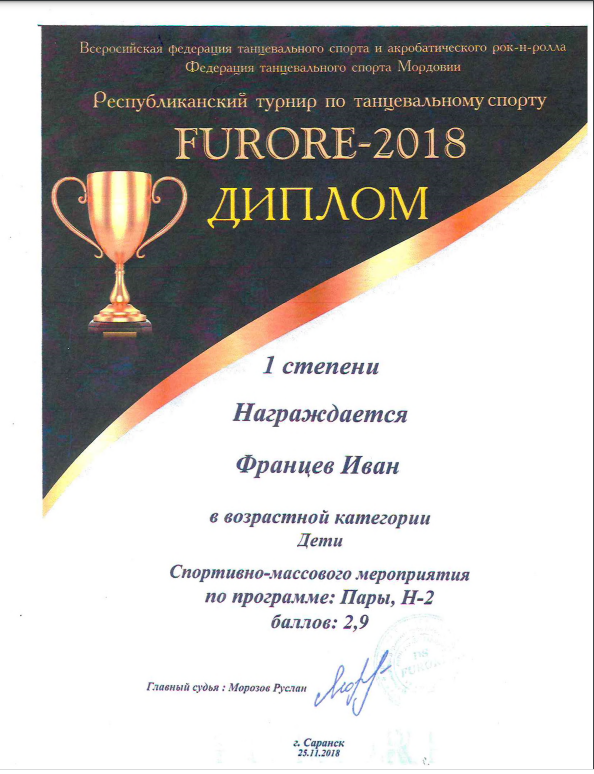 Всероссийская федерация танцевального спорта и акробатического рок-н-ролла
Федерация танцевального спорта Мордовии
Республиканский турнир по танцевальному спорту
FURORE-2018
ДИПЛОМ
1 степени
Награждается
Францев Иван
в возрастной категории
Дети
Спортивно-массового мероприятия
по программе: Пары, Н-2
баллов: 2,9
Главный судья : Морозов Руслан
г. Саранск
25.11.2018